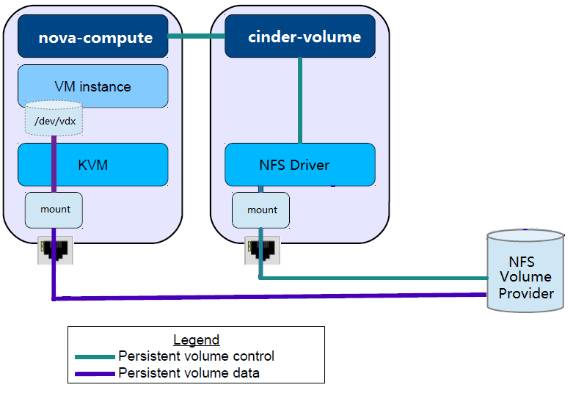 nova-compute
cinder-volume
VM instance
/dev/vdx
KVM
NFS Driver
mount
mount
NFS
Volume
Provider
Legend
Persistent volume control
Persistent volume data